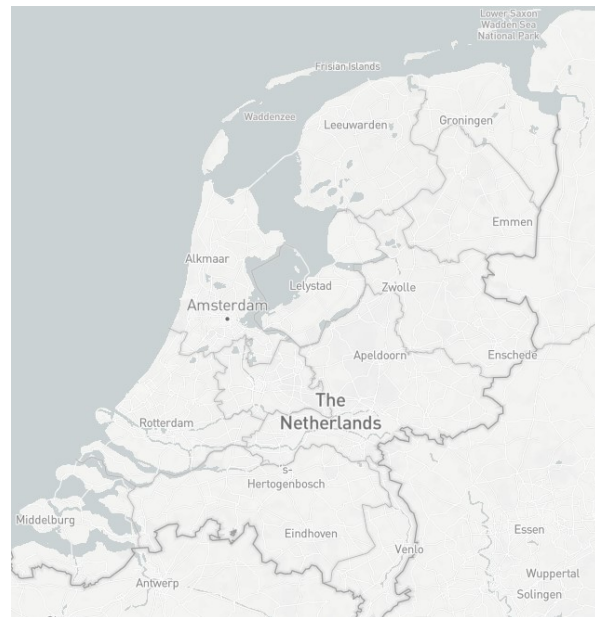 Lower Saxon
Wadden Sea
National Park
Frisian Islands
Waddenzee
Leeuwarden
Groningen
Emmen
Alkmaar
Lelystad
Zwolle
Amsterdam
Apeldoorn
Enschede
The
Netherlands
Rotterdam
s-
Hertogenbosch
Middelburg
Eindhoven
Essen
Venlo
Wuppertal
Antwerp
Solingen